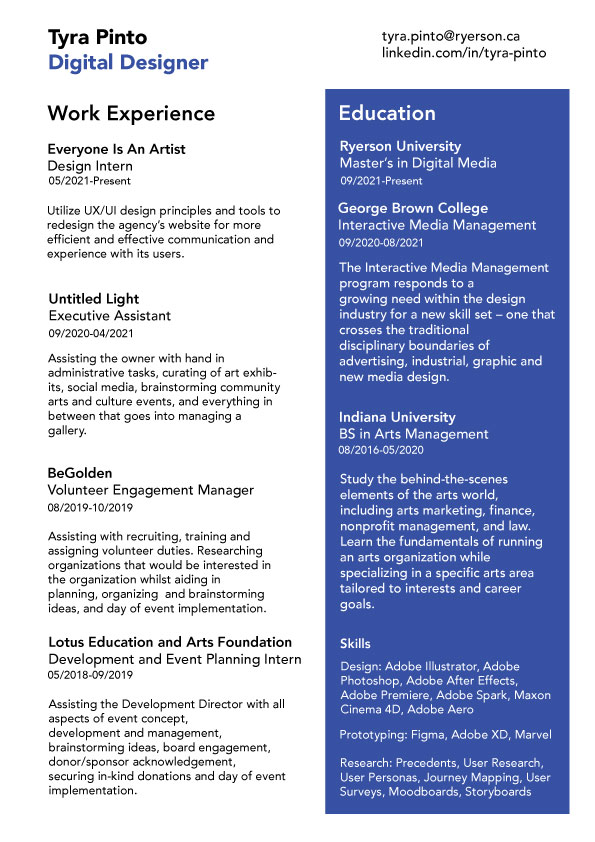 Tyra Pinto
Digital Designer
tyra.pinto@ryerson.ca
linkedin.com/in/tyra-pinto
Work Experience
Everyone Is An Artist
Design Intern
05/2021-Present
Utilize UX/UI design principles and tools to
redesign the agency's website for more
efficient and effective communication and
experience with its users.
Untitled Light
Executive Assistant
09/2020-04/2021
Assisting the owner with hand in
administrative tasks, curating of art exhib-
its, social media, brainstorming community
arts and culture events, and everything in
between that goes into managing a
gallery.
BeGolden
Volunteer Engagement Manager
08/2019-10/2019
Assisting with recruiting, training and
assigning volunteer duties. Researching
organizations that would be interested in
the organization whilst aiding in
planning, organizing  and brainstorming
ideas, and day of event implementation.
Lotus Education and Arts Foundation
Development and Event Planning Intern
05/2018-09/2019
Assisting the Development Director with all
aspects of event concept,
development and management,
brainstorming ideas, board engagement,
donor/sponsor acknowledgement,
securing in-kind donations and day of event
implementation.
Education
Ryerson University
Master's in Digital Media
09/2021-Present
George Brown College
Interactive Media Management
09/2020-08/2021
The Interactive Media Management
program responds to a
growing need within the design
industry for a new skill set – one that
crosses the traditional
disciplinary boundaries of
advertising, industrial, graphic and
new media design.
Indiana University
BS in Arts Management
08/2016-05/2020
Study the behind-the-scenes
elements of the arts world,
including arts marketing, finance,
nonprofit management, and law.
Learn the fundamentals of running
an arts organization while
specializing in a specific arts area
tailored to interests and career
goals.
Skills
Design: Adobe Illustrator, Adobe
Photoshop, Adobe After Effects,
Adobe Premiere, Adobe Spark, Maxon
Cinema 4D, Adobe Aero
Prototyping: Figma, Adobe XD, Marvel
Research: Precedents, User Research,
User Personas, Journey Mapping, User
Surveys, Moodboards, Storyboards